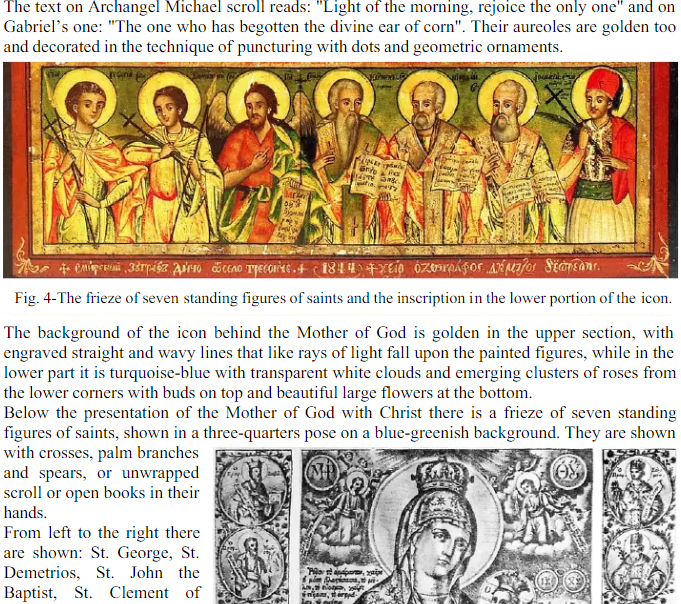 The text on Archangel Michael scroll reads: "Light of the morning, rejoice the only one" and on
Gabriel’s one: "The one who has begotten the divine ear of corn". Their aureoles are golden too
and decorated in the technique of puncturing with dots and geometric ornaments.
1844
Fig. 4-The frieze of seven standing figures of saints and the inscription in the lower portion of the icon.
The background of the icon behind the Mother of God is golden in the upper section, with
engraved straight and wavy lines that like rays of light fall upon the painted figures, while in the
lower part it is turquoise-blue with transparent white clouds and emerging clusters of roses from
the lower corners with buds on top and beautiful large flowers at the bottom.
Below the presentation of the Mother of God with Christ there is a frieze of seven standing
figures of saints, shown in a three-quarters pose on a blue-greenish background. They are shown
with crosses, palm branches
and spears, or unwrapped
scroll or open books in their
hands.
From left to the right there
are shown: St. George, St.
Demetrios, St. John the
Baptist, St. Clement of